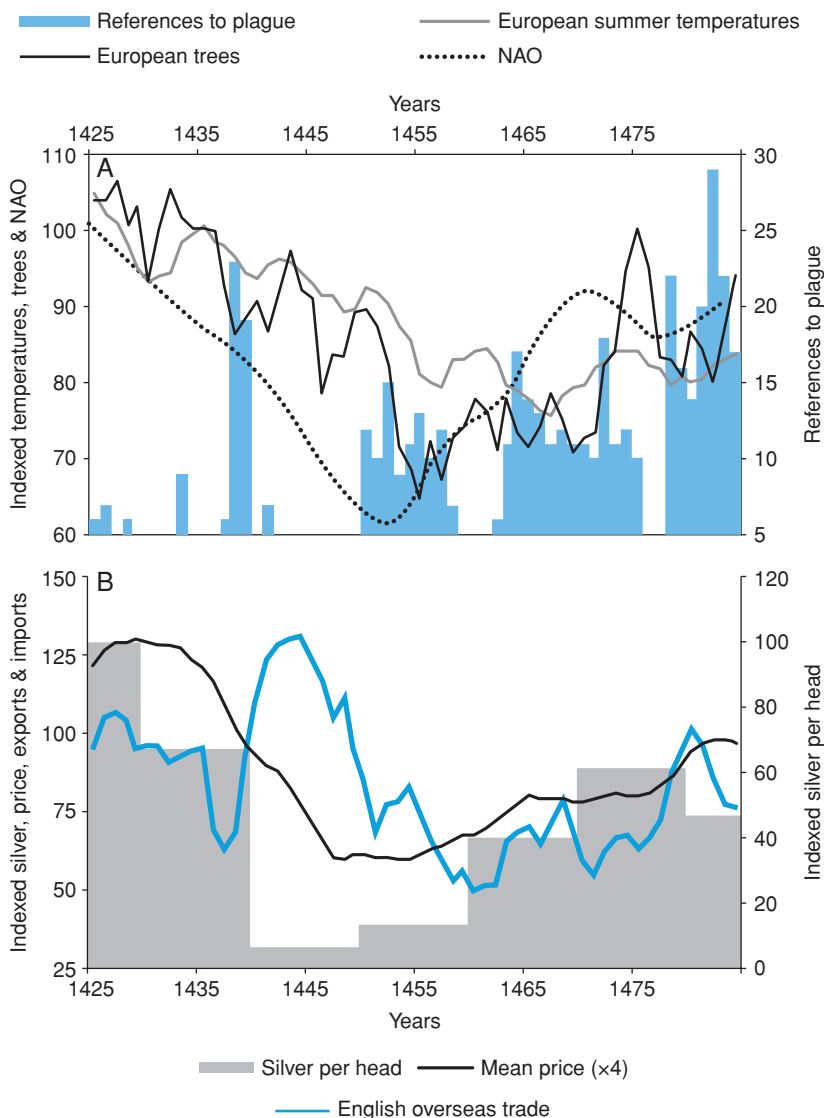 References to plague
European summer temperatures
European trees
NAO
Years
1425 1435 1445 1455 1465 1475
A
Indexed temperatures, trees & NAO
110
100
90
80
70
60
References to plague
30
25
20
15
10
5
B
Indexed silver, price, exports & imports
150
125
100
75
50
25
Indexed silver per head
120
100
80
60
40
20
0
1425 1435 1445 1455 1465 1475
Years
Silver per head
Mean price (×4)
English overseas trade